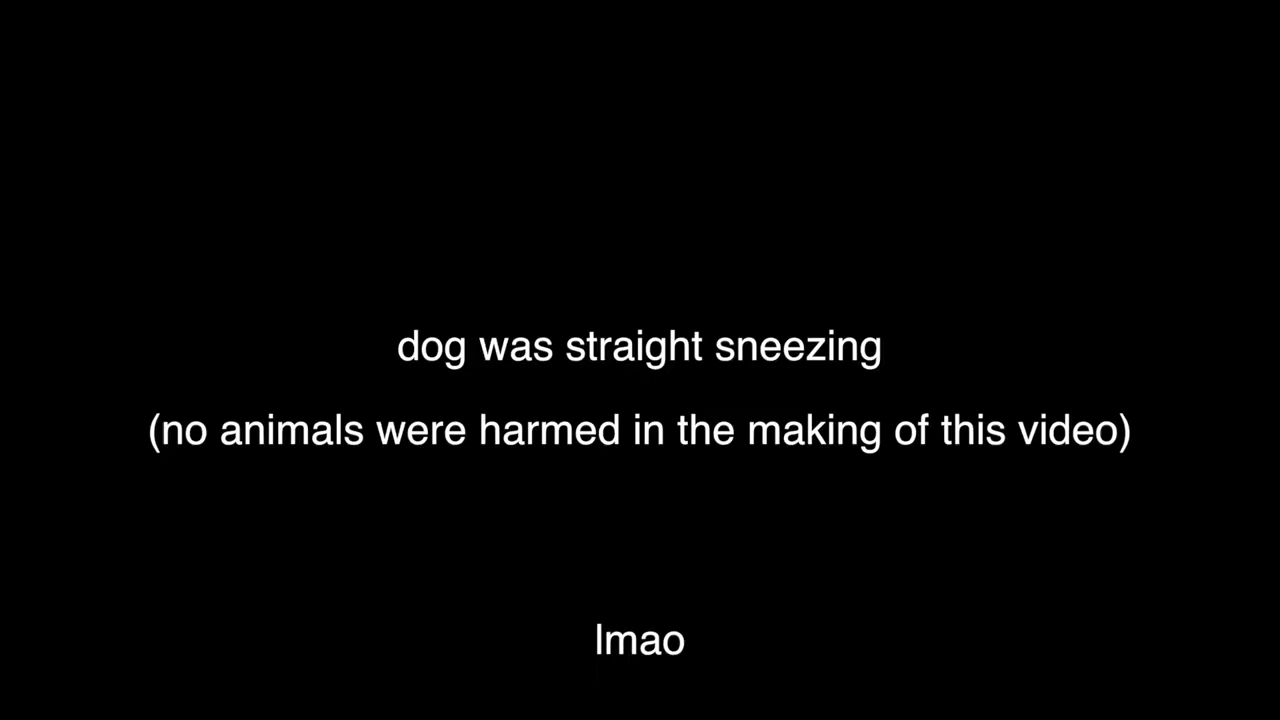 dog was straight sneezing
(no animals were harmed in the making of this video)
lmao